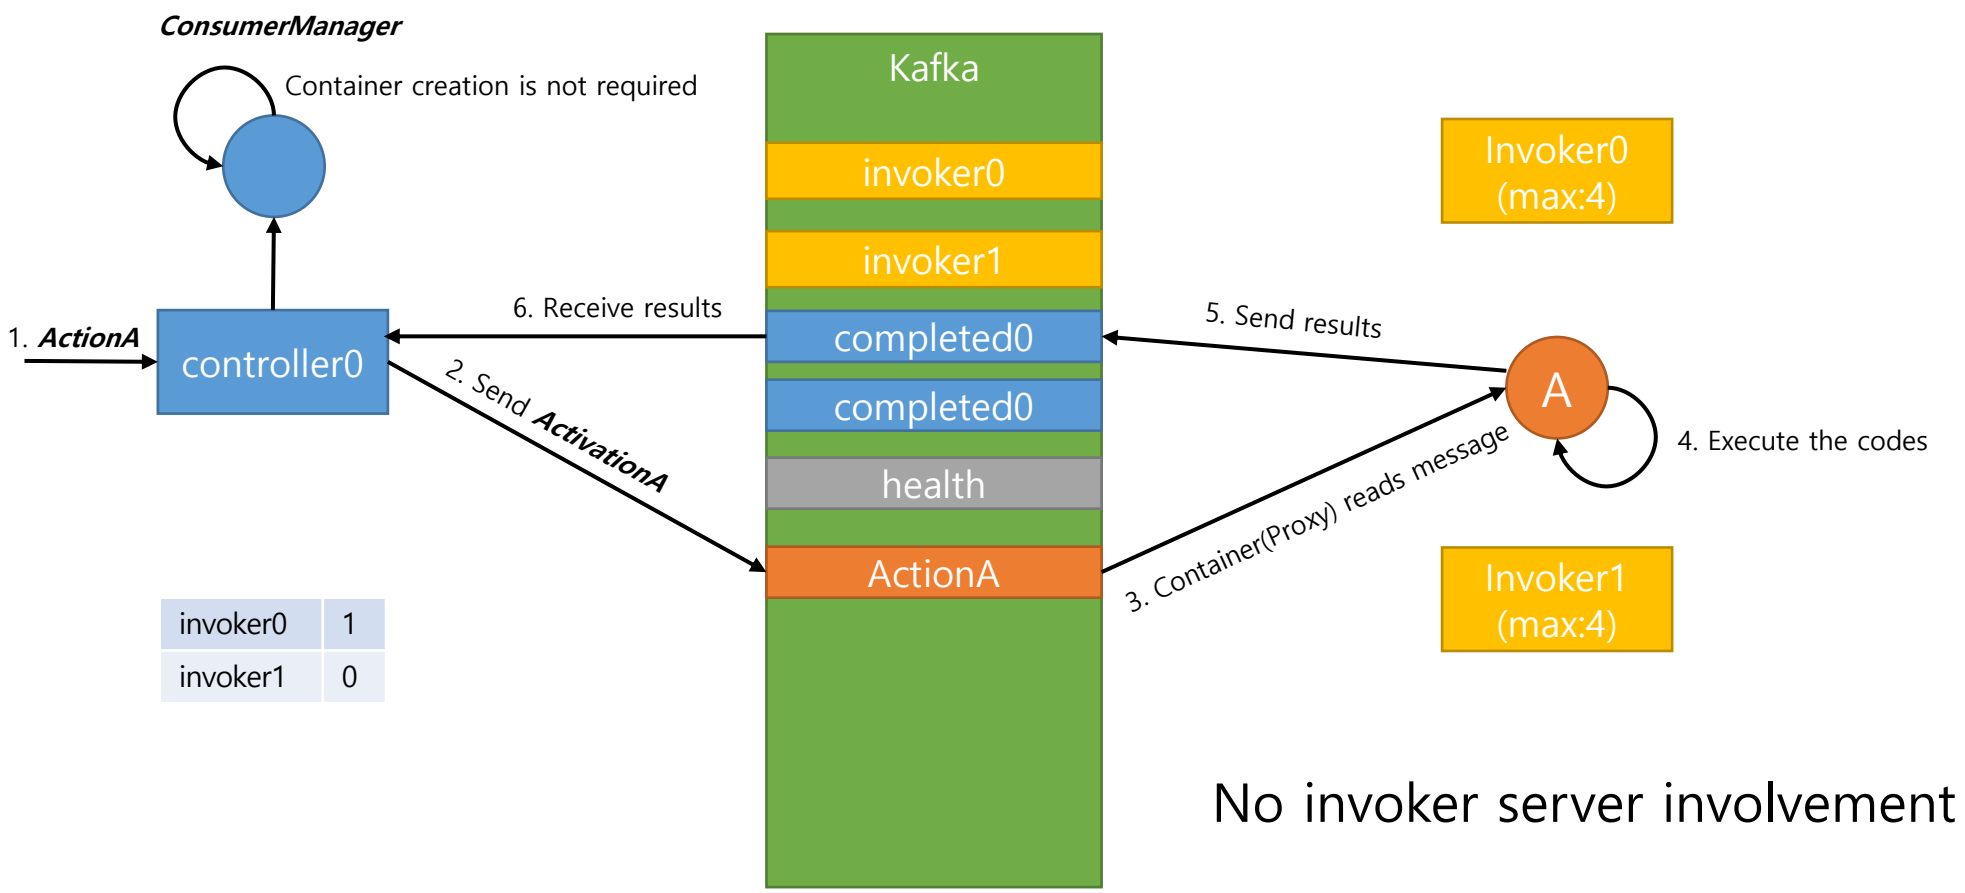 ConsumerManager
Container creation is not required
Kafka
invoker0
invoker1
completed0
completed0
health
ActionA
Invoker0
(max:4)
1. ActionA
controller0
6. Receive results
2. Send ActivationA
5. Send results
A
4. Execute the codes
3. Container(Proxy) reads message
Invoker1
(max:4)
invoker0 1
invoker1 0
No invoker server involvement